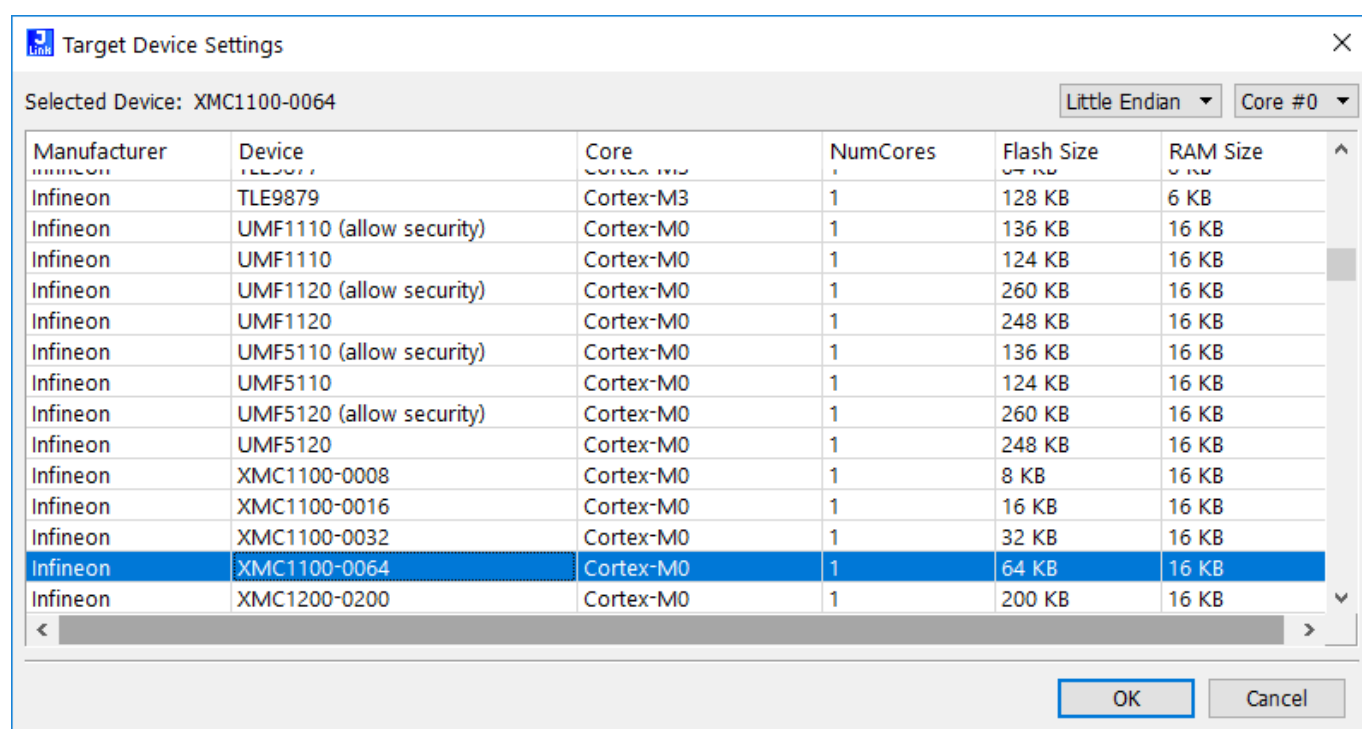 J Link Target Device Settings
Selected Device: XMC1100-0064 Little Endian Core #0
Manufacturer Device Core NumCores Flash Size RAM Size
Infineon TLE9879 Cortex-M3 1 128 KB 6 KB
Infineon UMF1110 (allow security) Cortex-M0 1 136 KB 16 KB
Infineon UMF1110 Cortex-M0 1 124 KB 16 KB
Infineon UMF1120 (allow security) Cortex-M0 1 260 KB 16 KB
Infineon UMF1120 Cortex-M0 1 248 KB 16 KB
Infineon UMF5110 (allow security) Cortex-M0 1 136 KB 16 KB
Infineon UMF5110 Cortex-M0 1 124 KB 16 KB
Infineon UMF5120 (allow security) Cortex-M0 1 260 KB 16 KB
Infineon UMF5120 Cortex-M0 1 248 KB 16 KB
Infineon XMC1100-0008 Cortex-M0 1 8 KB 16 KB
Infineon XMC1100-0016 Cortex-M0 1 16 KB 16 KB
Infineon XMC1100-0032 Cortex-M0 1 32 KB 16 KB
Infineon XMC1100-0064 Cortex-M0 1 64 KB 16 KB
Infineon XMC1200-0200 Cortex-M0 1 200 KB 16 KB
OK Cancel